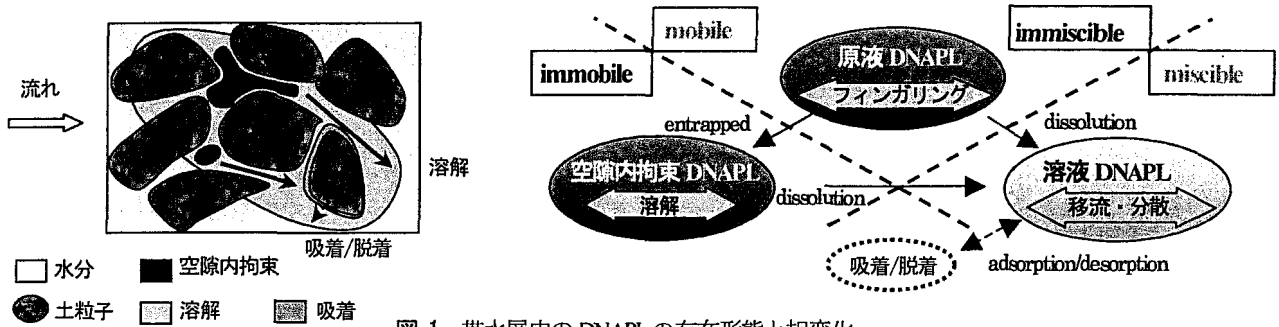 流れ
溶解
吸着/脱着
水分
空隙内拘束
土粒子
溶解
吸着
mobile
immobile
immiscible
miscible
原液 DNAPL
フィンガリング
entrapped
dissolution
空隙内拘束 DNAPL
溶解
dissolution
溶液 DNAPL
移流・分散
吸着/脱着
adsorption/desorption
図 1 帯水層内の DNAPL の存在形態と相変化